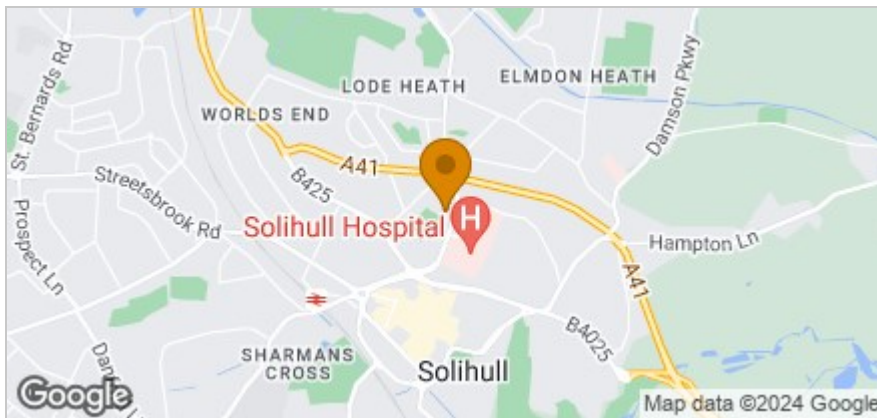 St. Bernards Rd
LODE HEATH
ELMDON HEATH
Damson Pkwy
WORLDS END
A41
B425
Streetsbrook Rd
Prospect Ln
Solihull Hospital
H
Hampton Ln
A41
B4025
SHARMANS
CROSS
Solihull
Google
Map data ©2024 Google